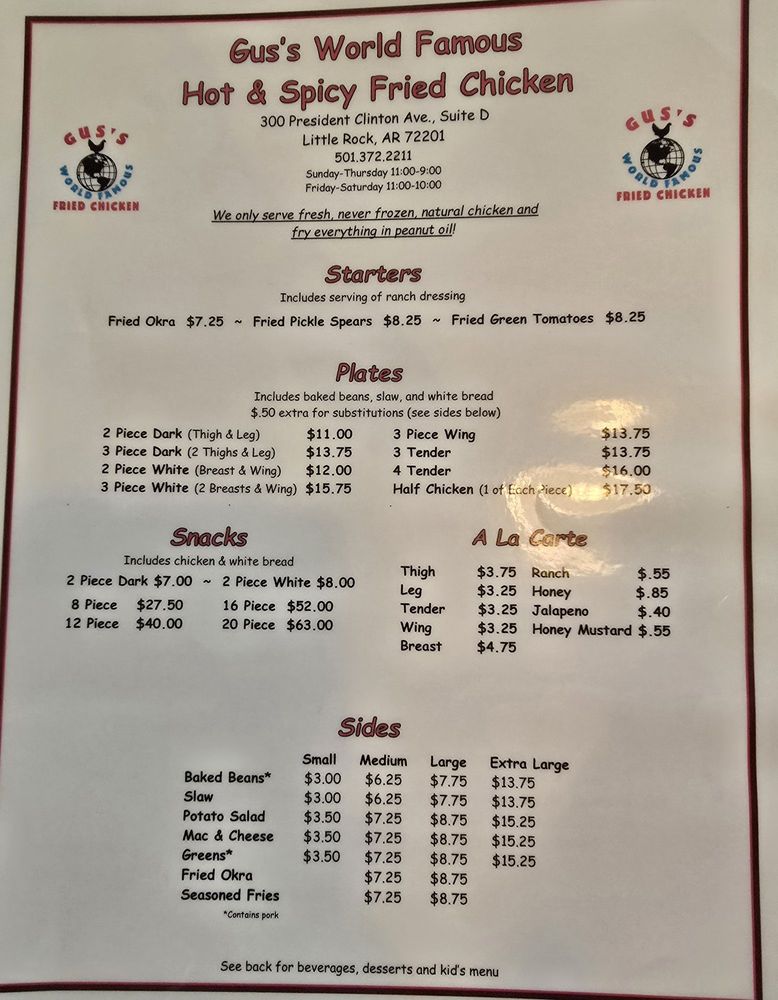 Gus's World Famous
Hot & Spicy Fried Chicken
300 President Clinton Ave., Suite D
Little Rock, AR 72201
501.372.2211
Sunday-Thursday 11:00-9:00
Friday-Saturday 11:00-10:00
GUS'S
WORLD FAMOUS
FRIED CHICKEN
GUS'S
WORLD FAMOUS
FRIED CHICKEN
We only serve fresh, never frozen, natural chicken and
fry everything in peanut oil!
Starters
Includes serving of ranch dressing
Fried Okra $7.25 ~ Fried Pickle Spears $8.25 ~ Fried Green Tomatoes $8.25
Plates
Includes baked beans, slaw, and white bread
$.50 extra for substitutions (see sides below)
2 Piece Dark (Thigh & Leg) $11.00 3 Piece Wing $13.75
3 Piece Dark (2 Thighs & Leg) $13.75 3 Tender $13.75
2 Piece White (Breast & Wing) $12.00 4 Tender $16.00
3 Piece White (2 Breasts & Wing) $15.75 Half Chicken (1 of Each Piece) $17.50
Snacks
Includes chicken & white bread
2 Piece Dark $7.00 ~ 2 Piece White $8.00
8 Piece $27.50 16 Piece $52.00
12 Piece $40.00 20 Piece $63.00
A La Carte
Thigh $3.75 Ranch $.55
Leg $3.25 Honey $.85
Tender $3.25 Jalapeno $.40
Wing $3.25 Honey Mustard $.55
Breast $4.75
Sides
Small Medium Large Extra Large
Baked Beans* $3.00 $6.25 $7.75 $13.75
Slaw $3.00 $6.25 $7.75 $13.75
Potato Salad $3.50 $7.25 $8.75 $15.25
Mac & Cheese $3.50 $7.25 $8.75 $15.25
Greens* $3.50 $7.25 $8.75 $15.25
Fried Okra $7.25 $8.75
Seasoned Fries $7.25 $8.75
*Contains pork
See back for beverages, desserts and kid's menu